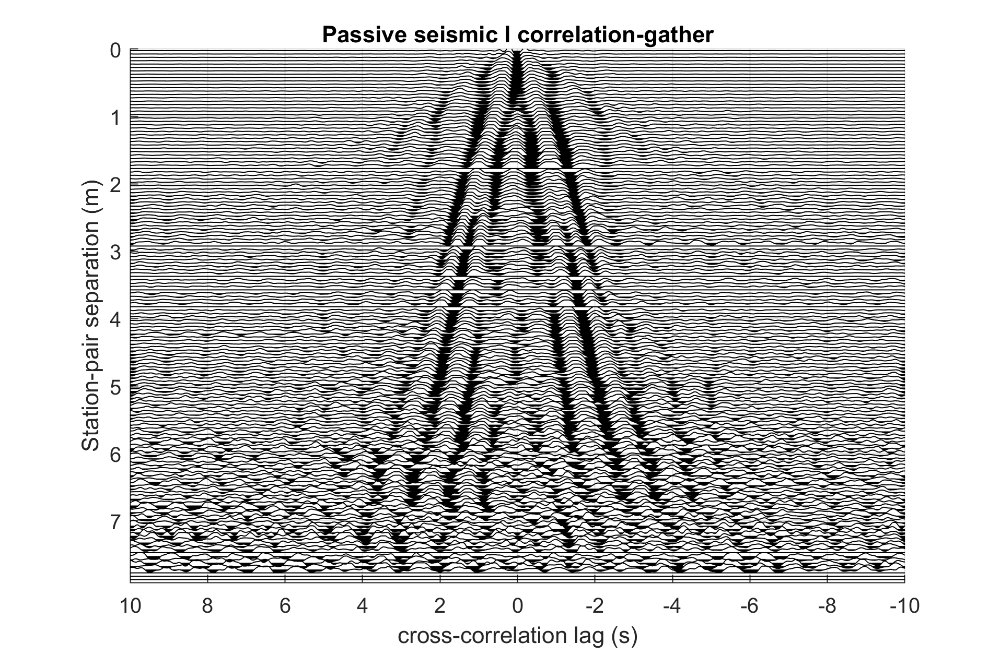 Passive seismic I correlation-gather
0
1
2
3
4
5
6
7
Station-pair separation (m)
10 8 6 4 2 0 -2 -4 -6 -8 -10
cross-correlation lag (s)